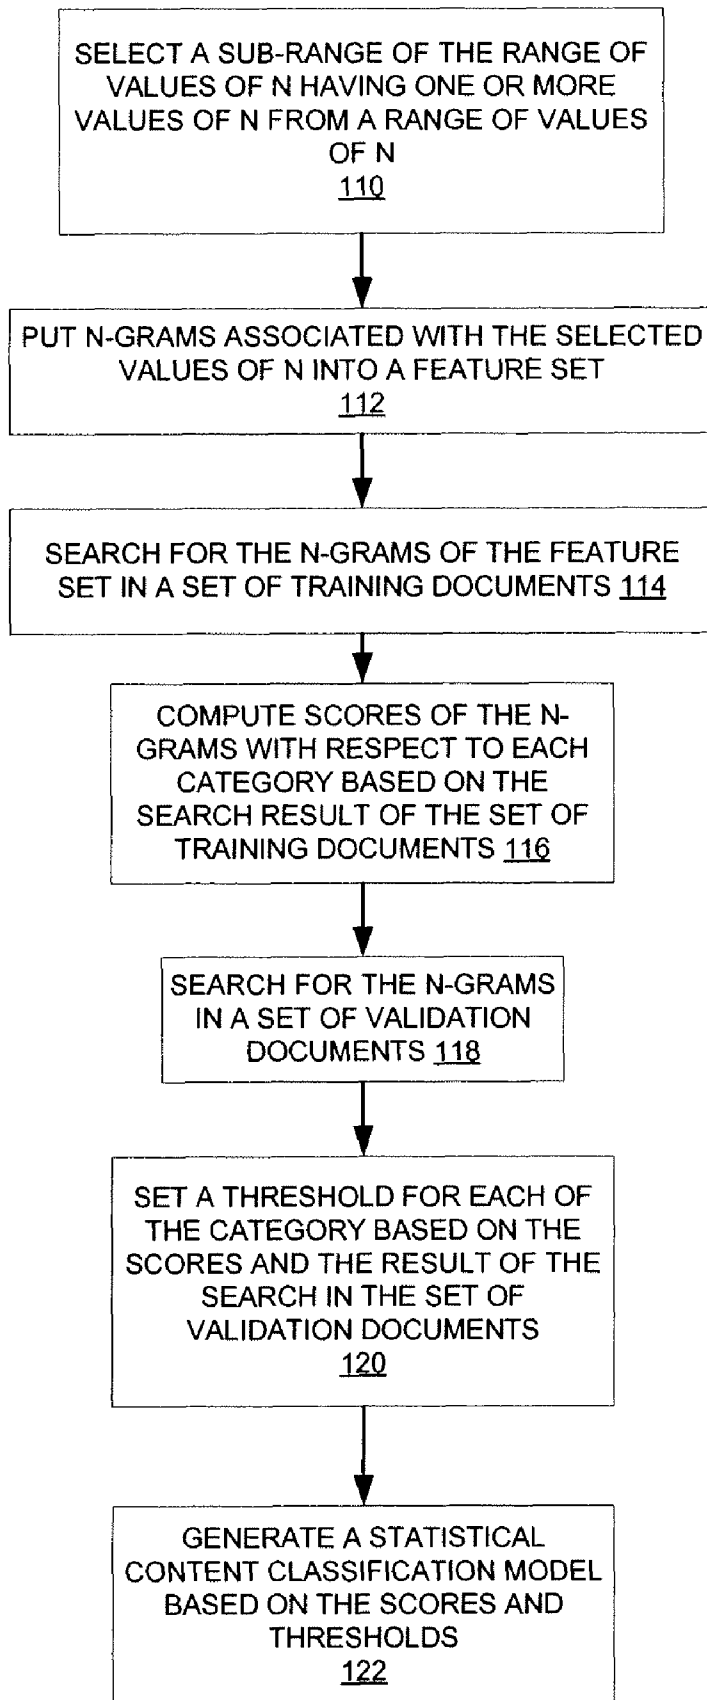 SELECT A SUB-RANGE OF THE RANGE OF
VALUES OF N HAVING ONE OR MORE
VALUES OF N FROM A RANGE OF VALUES
OF N
110
PUT N-GRAMS ASSOCIATED WITH THE SELECTED
VALUES OF N INTO A FEATURE SET
112
SEARCH FOR THE N-GRAMS OF THE FEATURE
SET IN A SET OF TRAINING DOCUMENTS 114
COMPUTE SCORES OF THE N-
GRAMS WITH RESPECT TO EACH
CATEGORY BASED ON THE
SEARCH RESULT OF THE SET OF
TRAINING DOCUMENTS 116
SEARCH FOR THE N-GRAMS
IN A SET OF VALIDATION
DOCUMENTS 118
SET A THRESHOLD FOR EACH OF
THE CATEGORY BASED ON THE
SCORES AND THE RESULT OF THE
SEARCH IN THE SET OF
VALIDATION DOCUMENTS
120
GENERATE A STATISTICAL
CONTENT CLASSIFICATION MODEL
BASED ON THE SCORES AND
THRESHOLDS
122